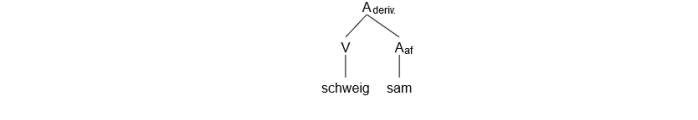 A deriv.
V A af
schweig sam